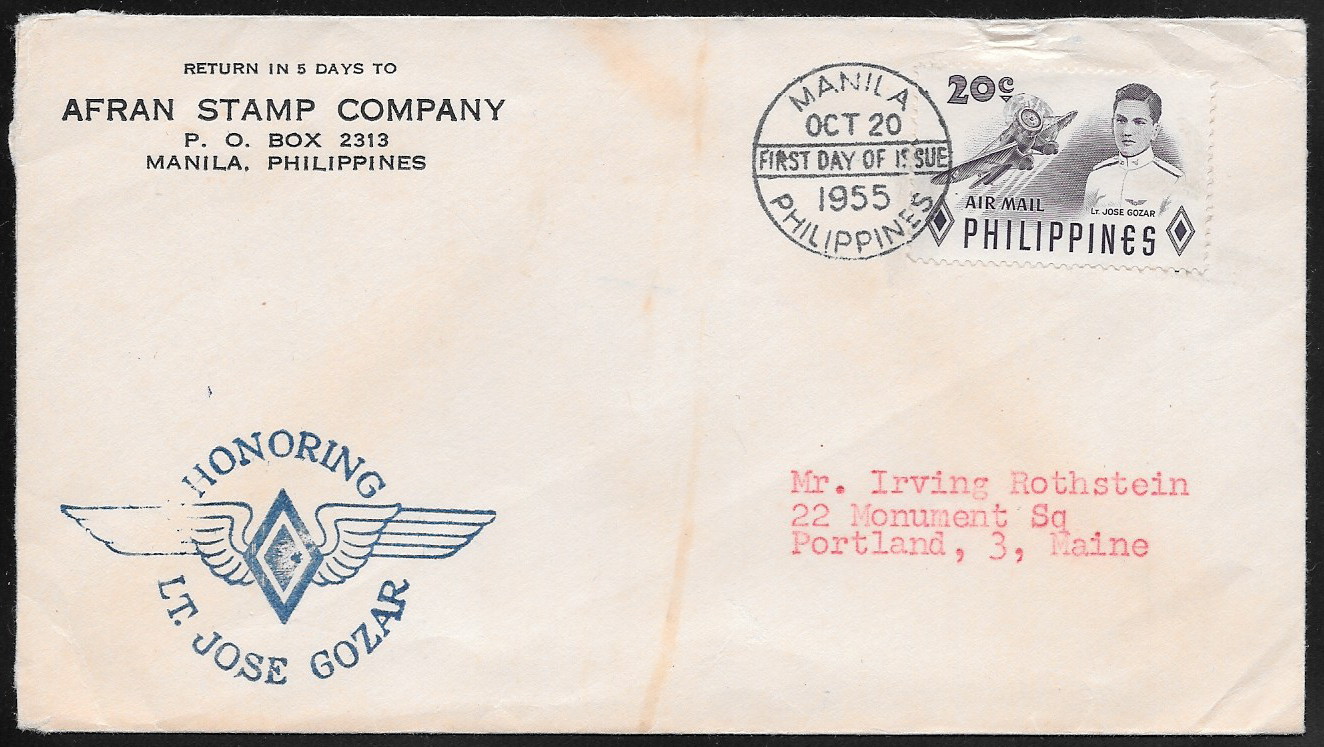 RETURN IN 5 DAYS TO
AFRAN STAMP COMPANY
P. O. BOX 2313
MANILA, PHILIPPINES
MANILA
OCT 20
FIRST DAY OF ISSUE
1955
PHILIPPINES
20c
AIR MAIL
LT. JOSE GOZAR
PHILIPPINES
HONORING
LT. JOSE GOZAR
Mr. Irving Rothstein
22 Monument Sq
Portland, 3, Maine